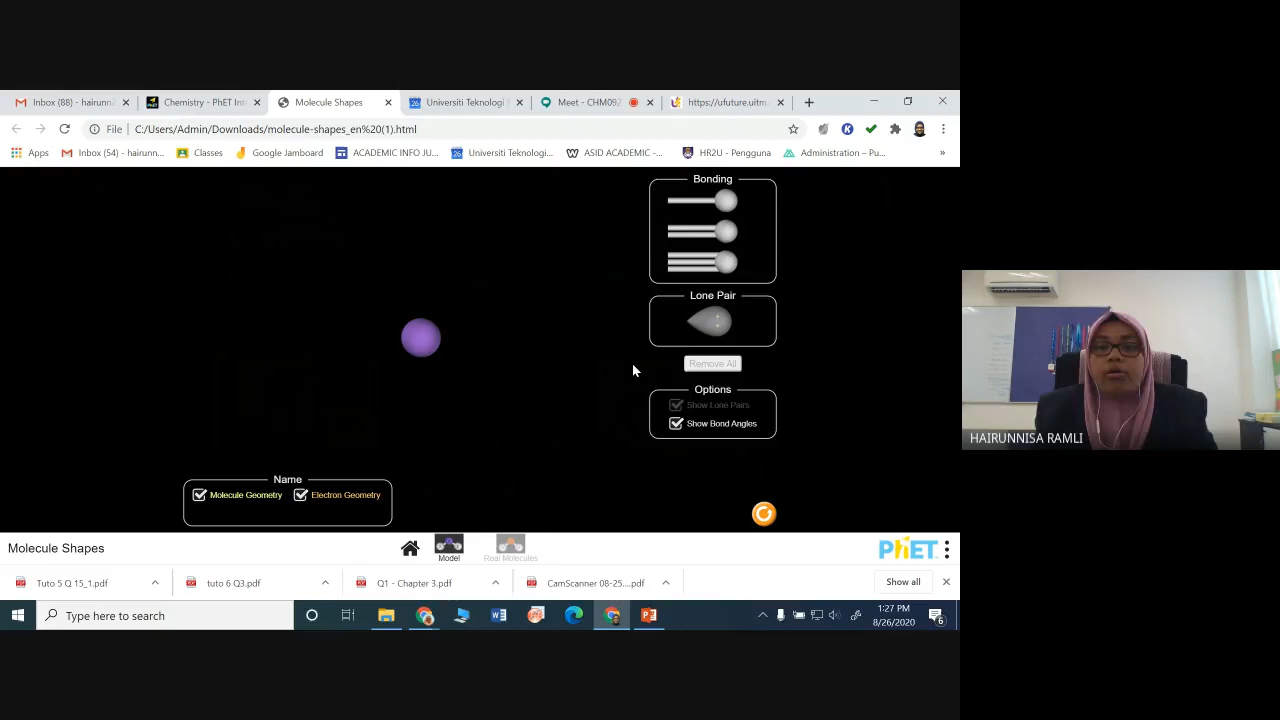 Inbox (88) - hairunn2
Chemistry - PhET Int
Molecule Shapes
Universiti Teknologi M
Meet - CHM092
https://ufuture.uitm.
File
C:/Users/Admin/Downloads/molecule-shapes_en%20(1).html
Apps
Inbox (54) - hairunn...
Classes
Google Jamboard
ACADEMIC INFO JU...
Universiti Teknologi...
ASID ACADEMIC -...
HR2U - Pengguna
Administration – Pu...
»
Bonding
Lone Pair
Remove All
Options
Show Lone Pairs
Show Bond Angles
HAIRUNNISA RAMLI
Name
Molecule Geometry
Electron Geometry
Molecule Shapes
Model
Real Molecules
PhET
Tuto 5 Q 15_1.pdf
tuto 6 Q3.pdf
Q1 - Chapter 3.pdf
CamScanner 08-25....pdf
Show all
Type here to search
1:27 PM
8/26/2020
6